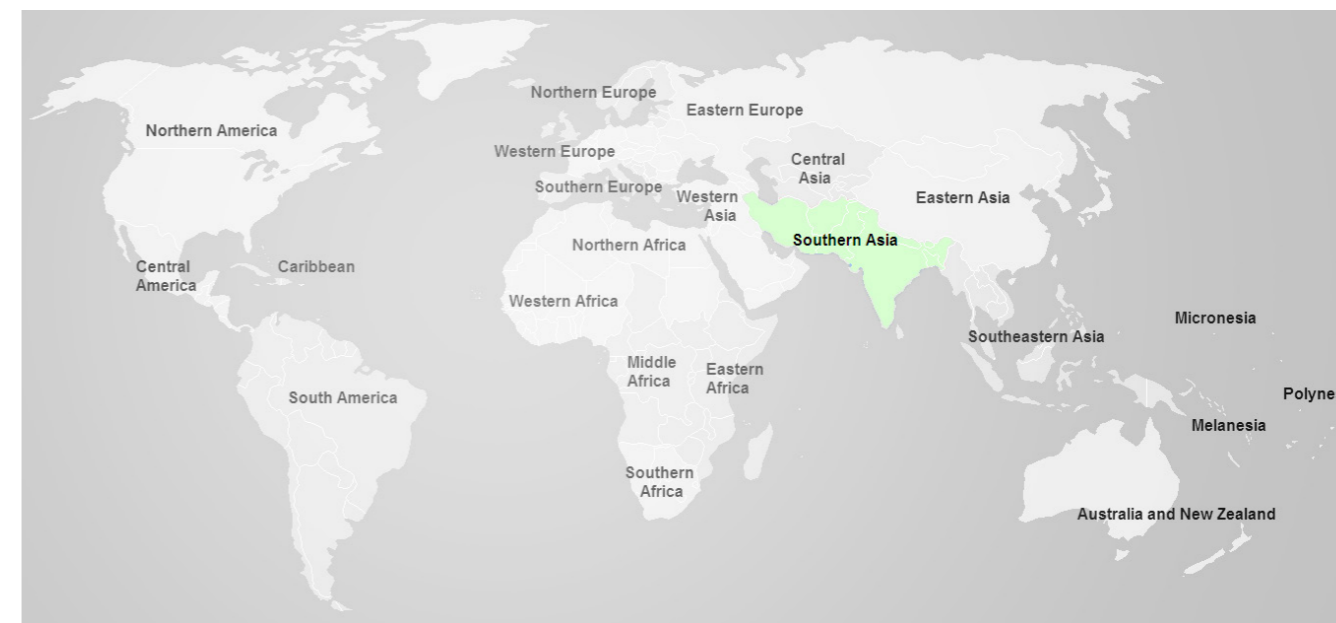 Northern Europe
Eastern Europe
Northern America
Western Europe
Central
Asia
Southern Europe
Western
Asia
Eastern Asia
Southern Asia
Northern Africa
Central
America
Caribbean
Western Africa
Micronesia
Southeastern Asia
Middle
Africa
Eastern
Africa
South America
Polyne
Melanesia
Southern
Africa
Australia and New Zealand